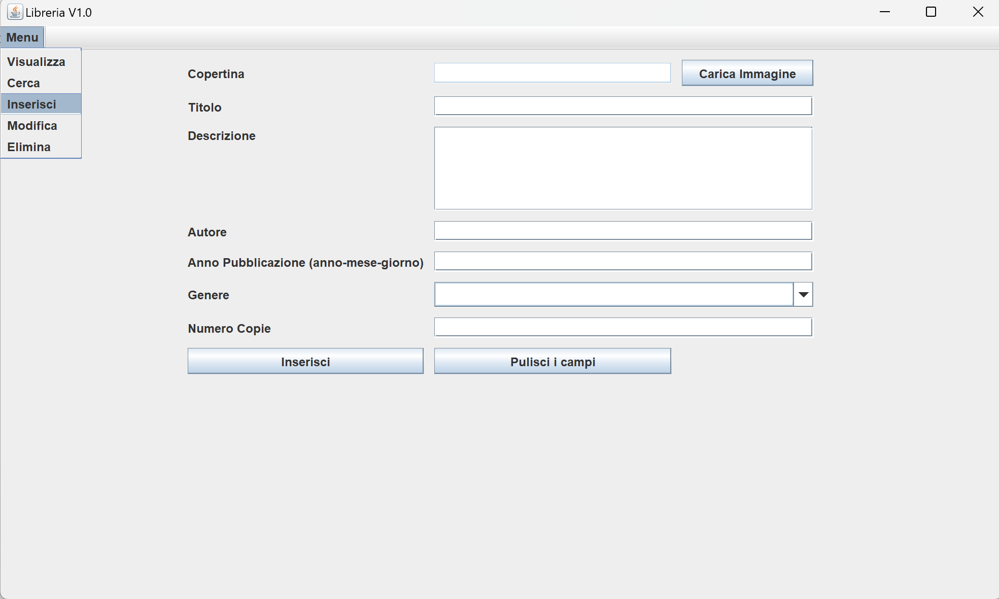 Libreria V1.0
Menu
Visualizza
Cerca
Inserisci
Modifica
Elimina
Copertina
Carica Immagine
Titolo
Descrizione
Autore
Anno Pubblicazione (anno-mese-giorno)
Genere
Numero Copie
Inserisci
Pulisci i campi